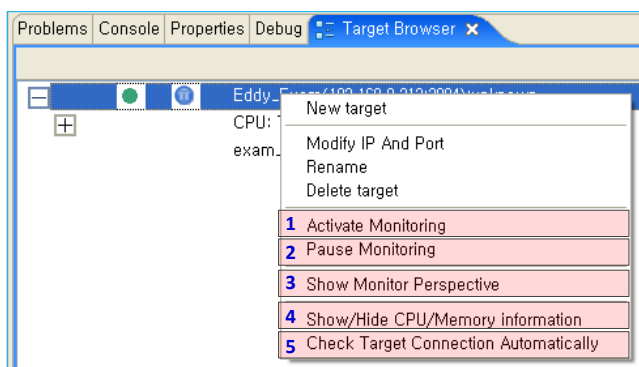 Problems Console Properties Debug Target Browser
New target
CPU:
Modify IP And Port
exam_
Rename
Delete target
1 Activate Monitoring
2 Pause Monitoring
3 Show Monitor Perspective
4 Show/Hide CPU/Memory information
5 Check Target Connection Automatically